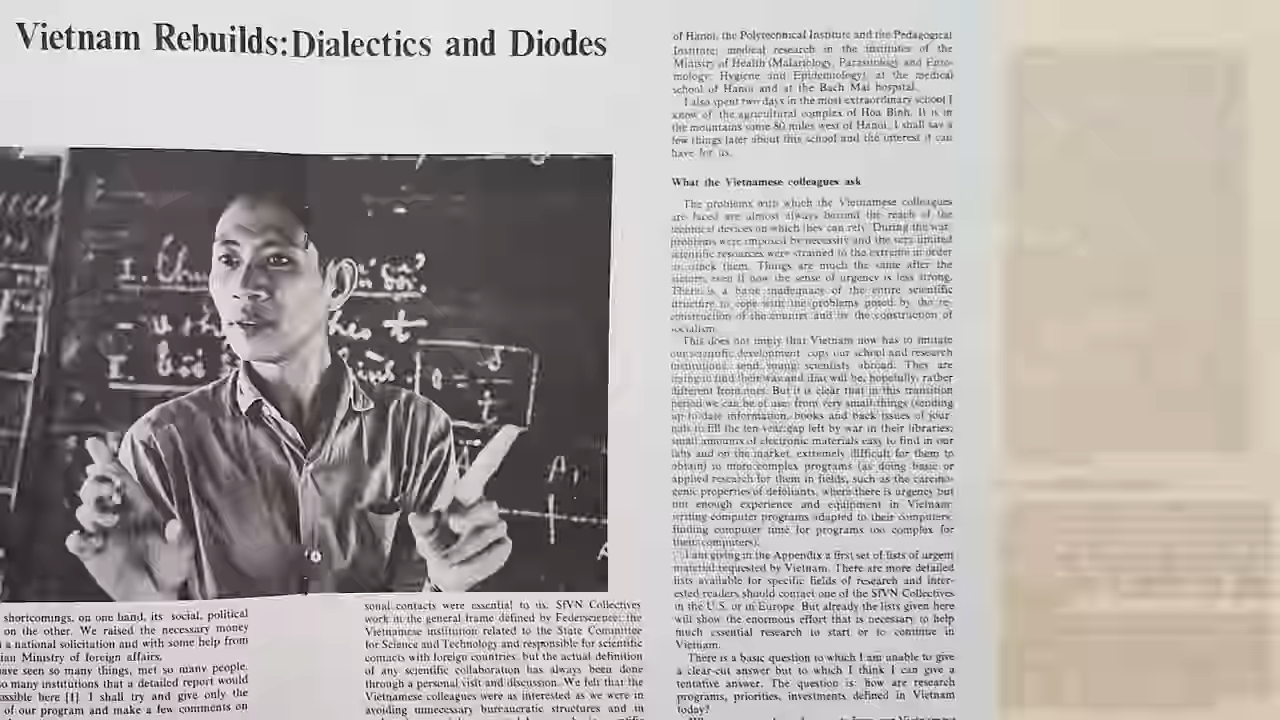 Vietnam Rebuilds: Dialectics and Diodes
I.
shortcomings, on one hand, its social, political
on the other. We raised the necessary money
a national solicitation and with some help from
ian Ministry of foreign affairs.
ave seen so many things, met so many people,
o many institutions that a detailed report would
ossible here [1]. I shall try and give only the
of our program and make a few comments on
sonal contacts were essential to us. SfVN Collectives
work in the general frame defined by Federscience: the
Vietnamese institution related to the State Committee
for Science and Technology and responsible for scientific
contacts with foreign countries, but the actual definition
of any scientific collaboration has always been done
through a personal visit and discussion. We felt that the
Vietnamese colleagues were as interested as we were in
avoiding unnecessary bureaucratic structures and in
of Hanoi, the Polytechnical Institute and the Pedagogical
Institute; medical research in the institutes of the
Ministry of Health (Malariology, Parasitology and Ento-
mology; Hygiene and Epidemiology), at the medical
school of Hanoi and at the Bach Mai hospital.
I also spent two days in the most extraordinary school I
know of: the agricultural complex of Hoa Binh. It is in
the mountains some 80 miles west of Hanoi. I shall say a
few things later about this school and the interest it can
have for us.
What the Vietnamese colleagues ask
The problems with which the Vietnamese colleagues
are faced are almost always beyond the reach of the
technical devices on which they can rely. During the war,
problems were imposed by necessity and the very limited
scientific resources were strained to the extreme in order
to attack them. Things are much the same after the
victory, even if now the sense of urgency is less strong.
There is a basic inadequacy of the entire scientific
structure to cope with the problems posed by the re-
construction of the country and by the construction of
socialism.
This does not imply that Vietnam now has to imitate
our scientific development, copy our school and research
institutions, send young scientists abroad. They are
trying to find their way and that will be, hopefully, rather
different from ours. But it is clear that in this transition
period we can be of use: from very small things (sending
up-to-date information, books and back issues of jour-
nals to fill the ten-year gap left by war in their libraries;
small amounts of electronic materials easy to find in our
labs and on the market, extremely difficult for them to
obtain) to more complex programs (as doing basic or
applied research for them in fields, such as the carcino-
genic properties of defoliants, where there is urgency but
not enough experience and equipment in Vietnam;
writing computer programs adapted to their computers;
finding computer time for programs too complex for
their computers).
I am giving in the Appendix a first set of lists of urgent
material requested by Vietnam. There are more detailed
lists available for specific fields of research and inter-
ested readers should contact one of the SfVN Collectives
in the U.S. or in Europe. But already the lists given here
will show the enormous effort that is necessary to help
much essential research to start or to continue in
Vietnam.
There is a basic question to which I am unable to give
a clear-cut answer but to which I think I can give a
tentative answer. The question is: how are research
programs, priorities, investments defined in Vietnam
today?